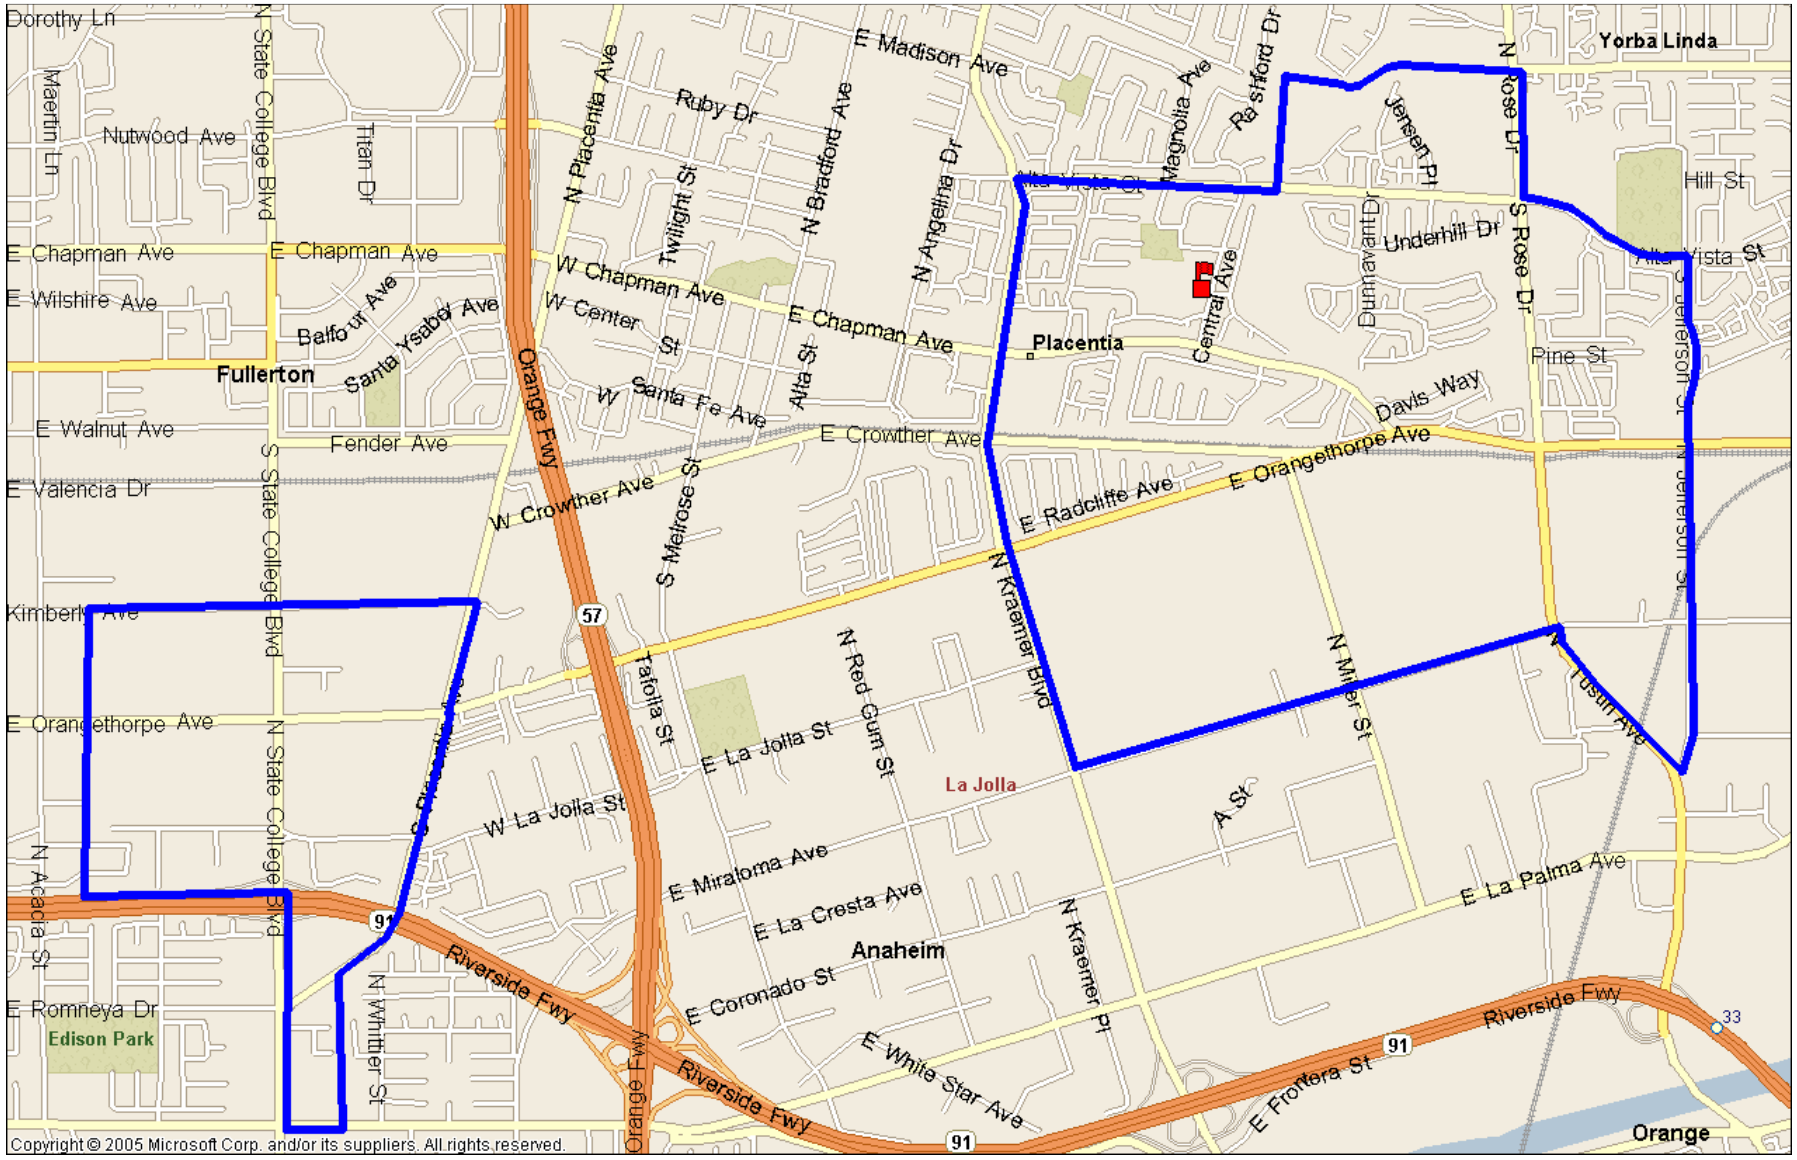 Dorothy Ln
N State College Blvd
Maertin Ln
Nutwood Ave
Titan Dr
N Placentia Ave
Ruby Dr
Twilight St
N Bradford Ave
E Madison Ave
N Angelina Dr
Magnolia Ave
Rashford Dr
Jensen Pl
N Rose Dr
Yorba Linda
Hill St
Alta Vista St
Alta Vista St
Underhill Dr
Dunnavant Dr
S Rose Dr
Central Ave
E Chapman Ave
E Chapman Ave
W Chapman Ave
E Chapman Ave
E Wilshire Ave
Balfour Ave
Santa Ysabel Ave
W Center St
Placentia
Pine St
S Jefferson St
Fullerton
Orange Fwy
W Santa Fe Ave
Alta St
Davis Way
E Walnut Ave
Fender Ave
E Crowther Ave
E Orangethorpe Ave
E Valencia Dr
S State College Blvd
W Crowther Ave
S Melrose St
E Radcliffe Ave
N Jefferson St
Kimberly Ave
57
N Kraemer Blvd
N Miller St
N Tustin Ave
Tafolla St
N Red Gum St
E Orangethorpe Ave
N State College Blvd
S Placentia Ave
E La Jolla St
W La Jolla St
La Jolla
A St
N Acacia St
E Miraloma Ave
E La Cresta Ave
E La Palma Ave
91
Riverside Fwy
Anaheim
N Kraemer Pl
E Coronado St
E Romneya Dr
Edison Park
N Whittier St
Orange Fwy
Riverside Fwy
E White Star Ave
91
E Frontera St
91
Riverside Fwy
33
Orange
Copyright © 2005 Microsoft Corp. and/or its suppliers. All rights reserved.